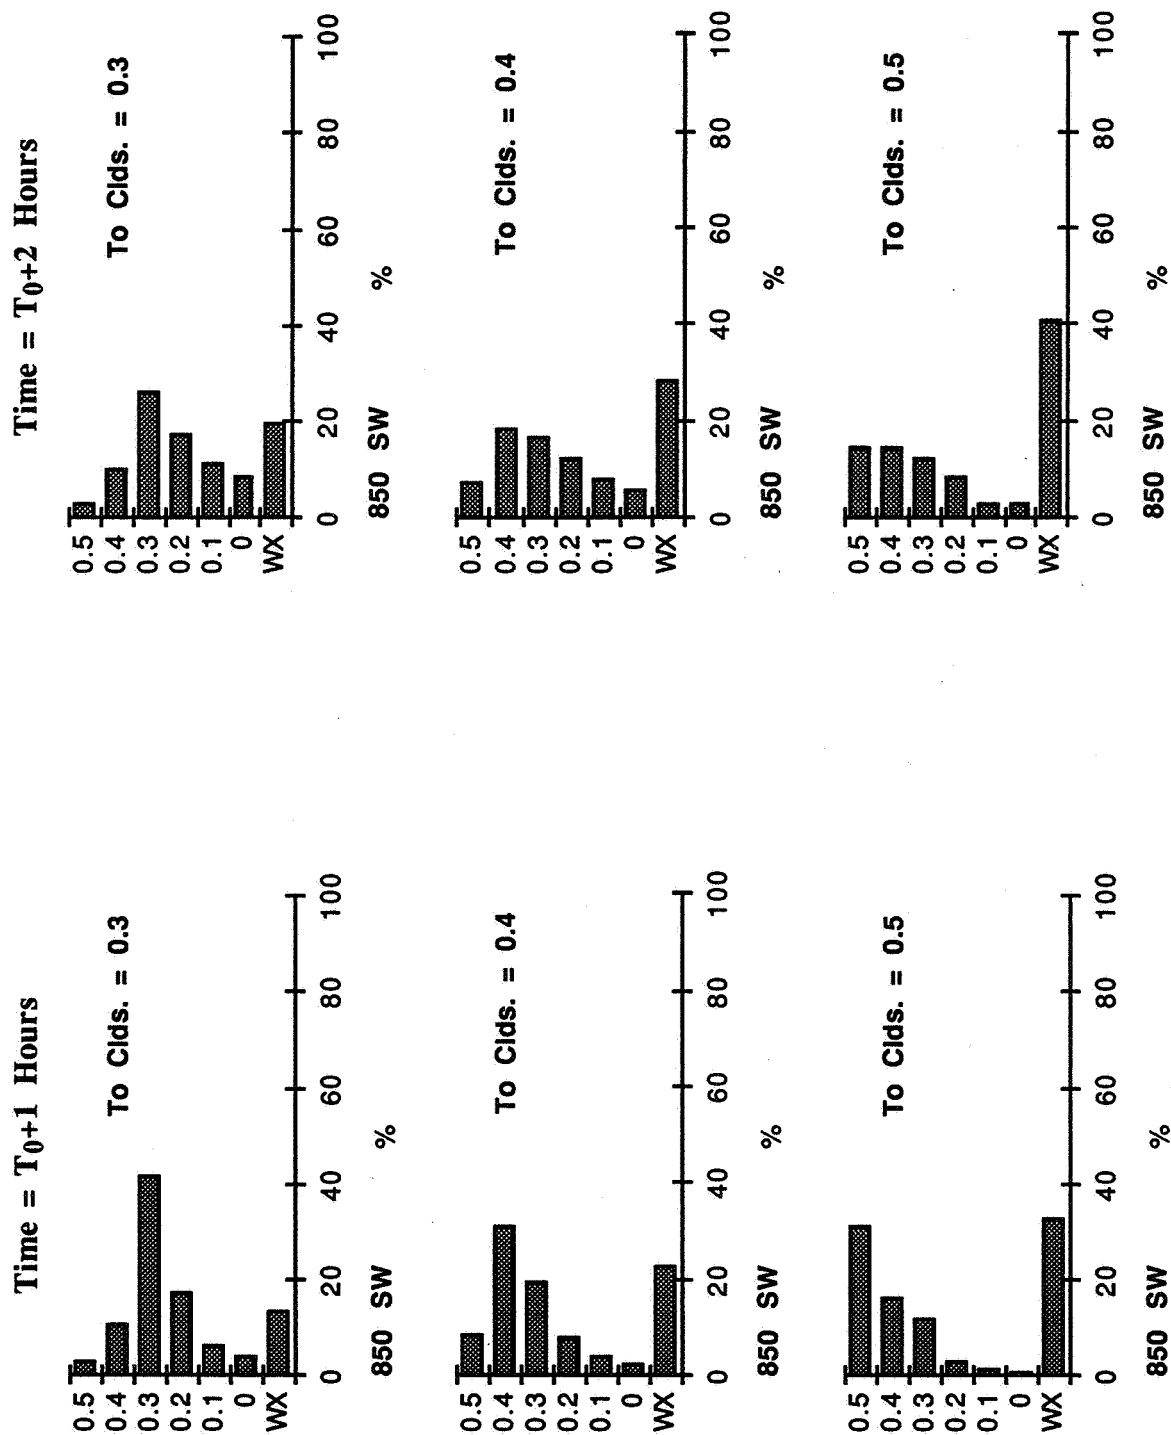 Time = T0+1 Hours
To Clds. = 0.3
0.5
0.4
0.3
0.2
0.1
0
WX
0 20 40 60 80 100
850 SW %
To Clds. = 0.4
0.5
0.4
0.3
0.2
0.1
0
WX
0 20 40 60 80 100
850 SW %
To Clds. = 0.5
0.5
0.4
0.3
0.2
0.1
0
WX
0 20 40 60 80 100
850 SW %
Time = T0+2 Hours
To Clds. = 0.3
0.5
0.4
0.3
0.2
0.1
0
WX
0 20 40 60 80 100
850 SW %
To Clds. = 0.4
0.5
0.4
0.3
0.2
0.1
0
WX
0 20 40 60 80 100
850 SW %
To Clds. = 0.5
0.5
0.4
0.3
0.2
0.1
0
WX
0 20 40 60 80 100
850 SW %